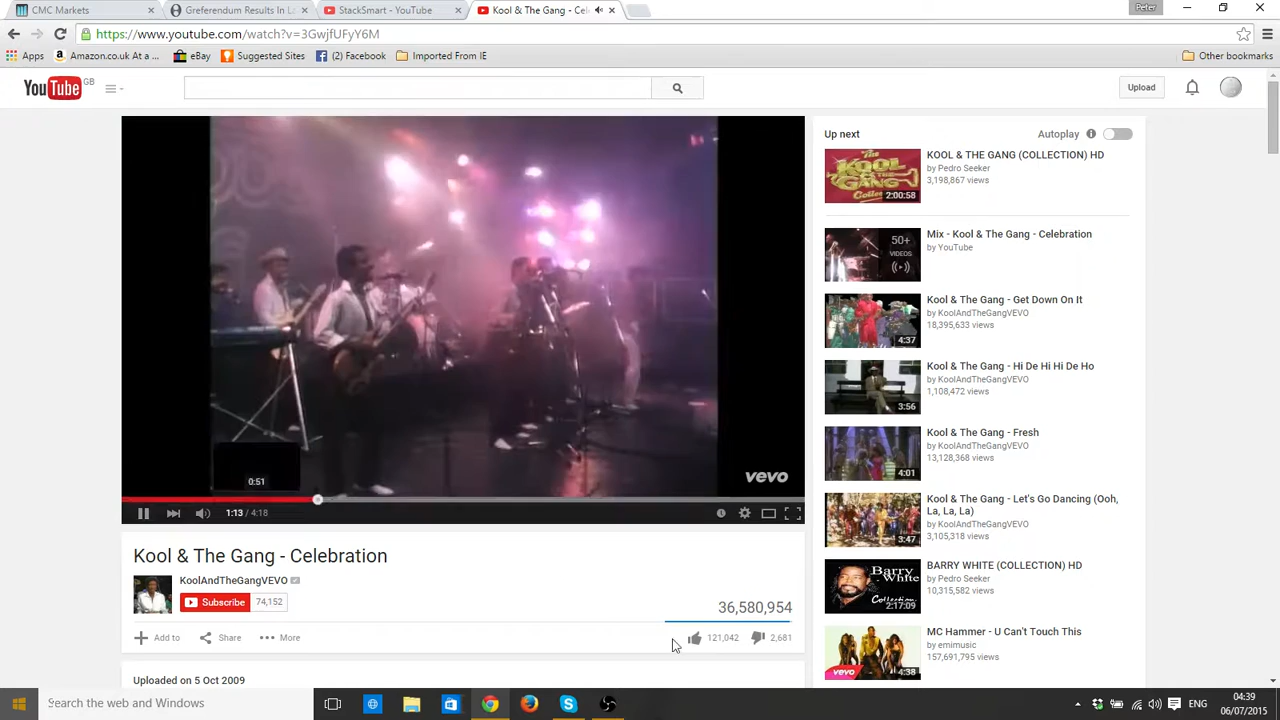 CMC Markets
Greferendum Results In L
StackSmart - YouTube
Kool & The Gang - Cel
Peter
https://www.youtube.com/watch?v=3GwjfUFyY6M
Apps
Amazon.co.uk At a ...
eBay
Suggested Sites
(2) Facebook
Imported From IE
Other bookmarks
YouTube GB
Upload
Up next
Autoplay
KOOL & THE GANG (COLLECTION) HD
by Pedro Seeker
3,198,867 views
The KOOL & THE GANG
2:00:58
Mix - Kool & The Gang - Celebration
by YouTube
50+
VIDEOS
Kool & The Gang - Get Down On It
by KoolAndTheGangVEVO
18,395,633 views
4:37
Kool & The Gang - Hi De Hi Hi De Ho
by KoolAndTheGangVEVO
1,108,472 views
3:56
Kool & The Gang - Fresh
by KoolAndTheGangVEVO
13,128,368 views
4:01
Kool & The Gang - Let's Go Dancing (Ooh,
La, La, La)
by KoolAndTheGangVEVO
3,105,318 views
3:47
BARRY WHITE (COLLECTION) HD
by Pedro Seeker
10,315,582 views
Barry
White
Collection
2:17:09
MC Hammer - U Can't Touch This
by emimusic
157,691,795 views
vevo
4:38
vevo
0:51
1:13 / 4:18
Kool & The Gang - Celebration
KoolAndTheGangVEVO
Subscribe
74,152
36,580,954
Add to
Share
More
121,042
2,681
Uploaded on 5 Oct 2009
Search the web and Windows
ENG
04:39
06/07/2015